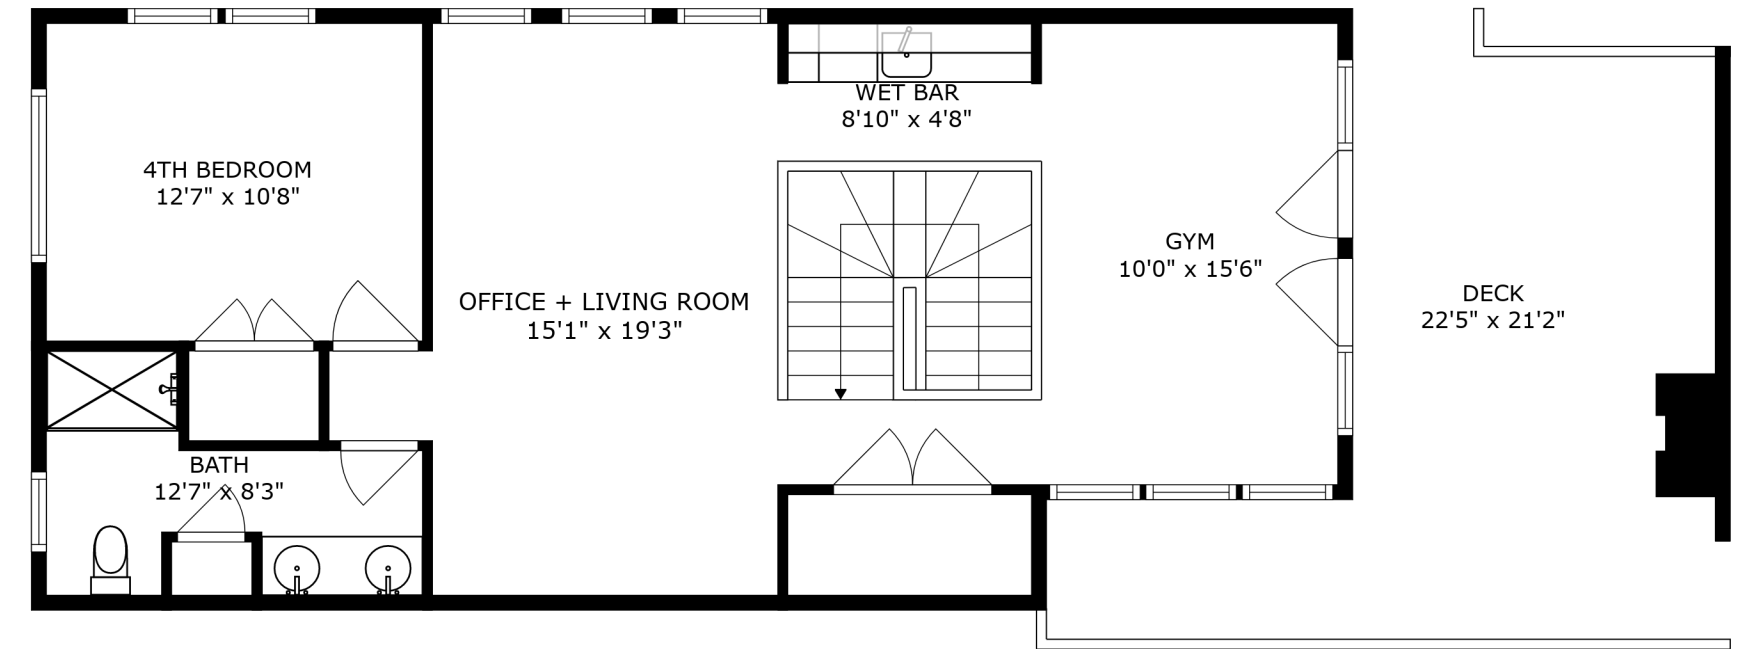 WET BAR
8'10" x 4'8"
4TH BEDROOM
12'7" x 10'8"
GYM
10'0" x 15'6"
OFFICE + LIVING ROOM
15'1" x 19'3"
DECK
22'5" x 21'2"
BATH
12'7" x 8'3"